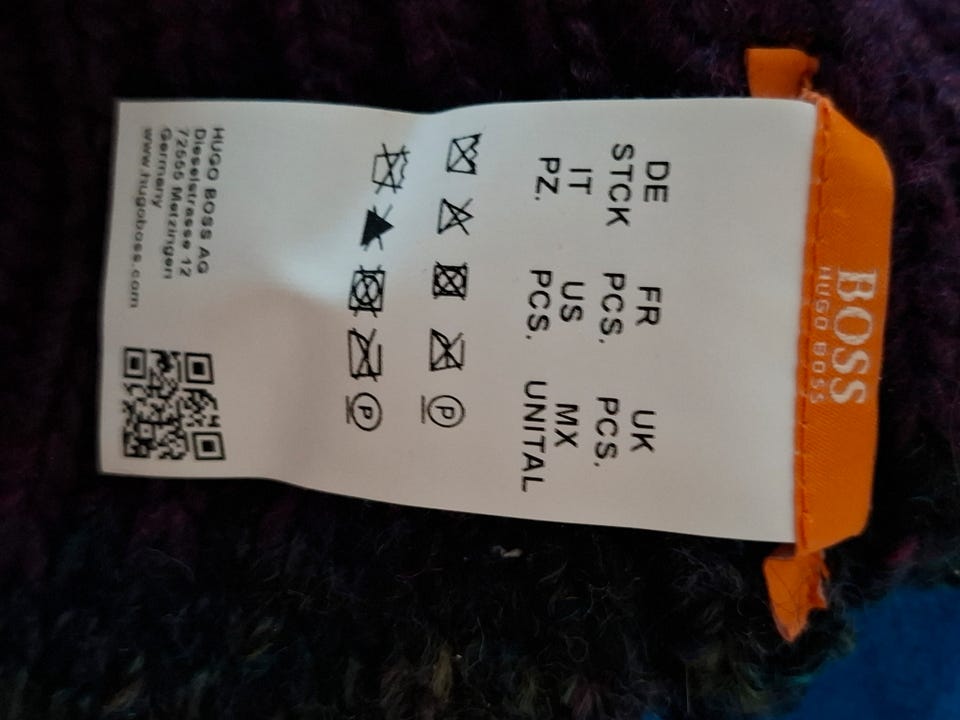 BOSS
HUGO BOSS
DE FR UK
STCK PCS. PCS.
IT US MX
PZ. PCS. UNITAL
P
P
HUGO BOSS AG
Dieselstrasse 12
72555 Metzingen
Germany
www.hugoboss.com